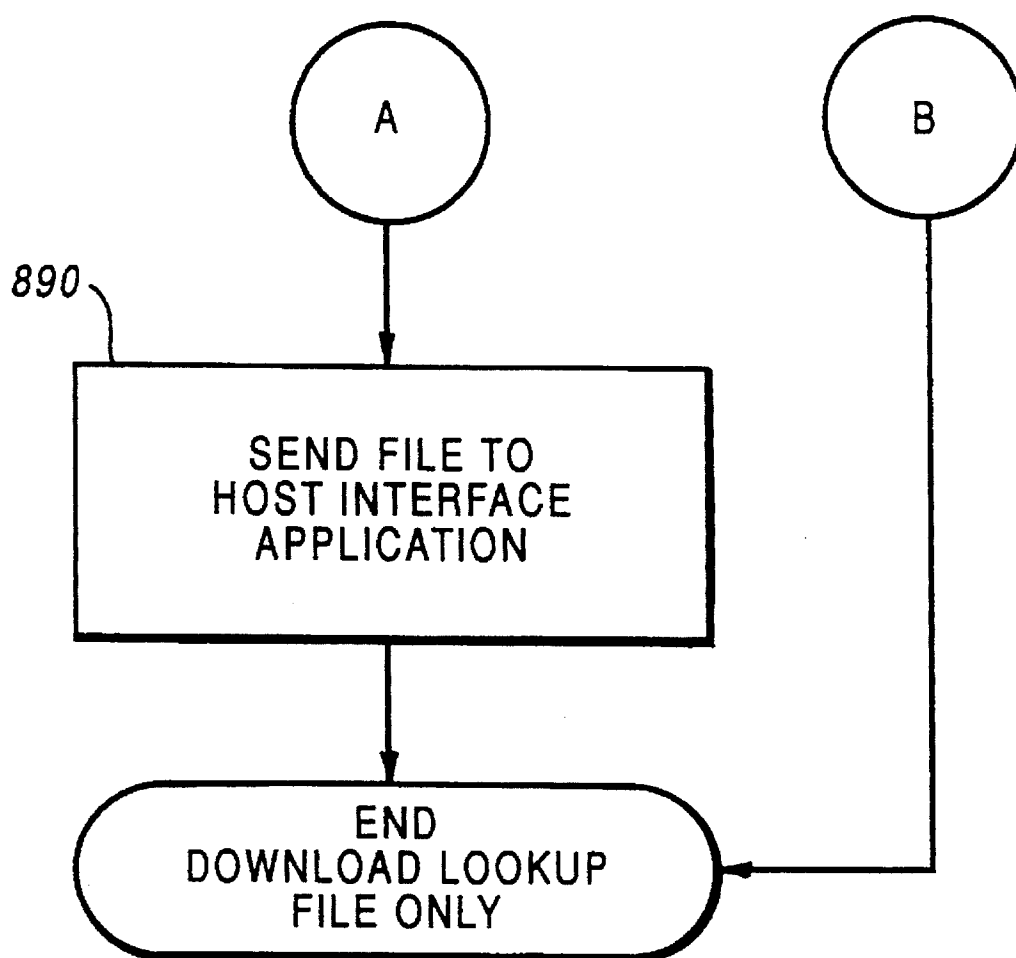 A
B
890
SEND FILE TO
HOST INTERFACE
APPLICATION
END
DOWNLOAD LOOKUP
FILE ONLY